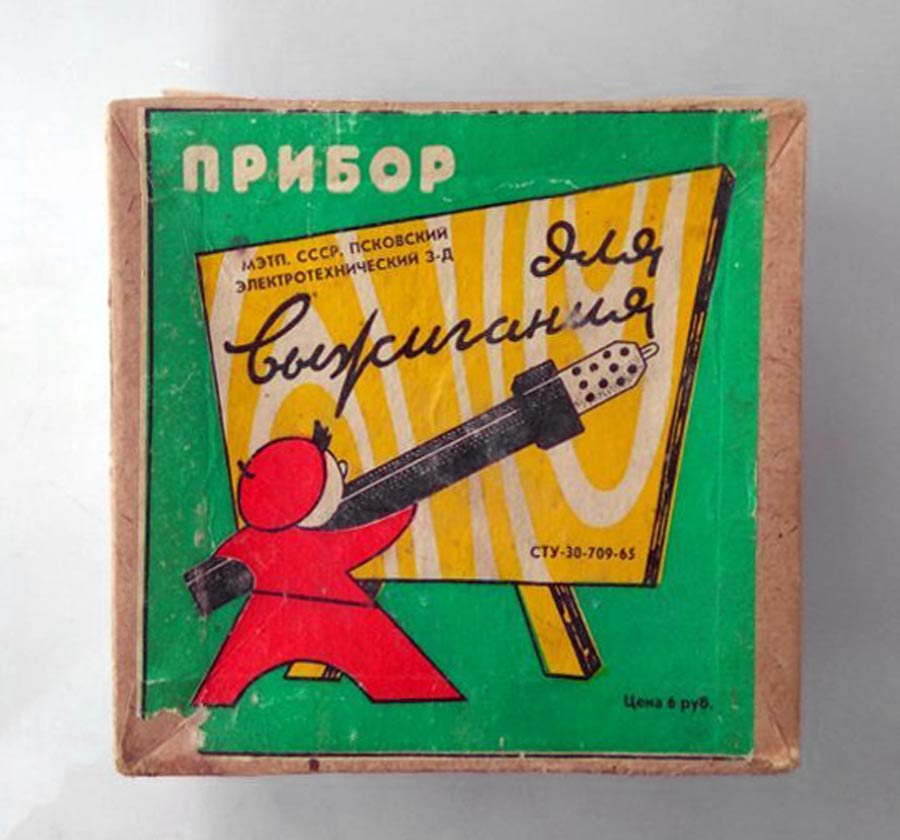 ПРИБОР
МЭТП. СССР. ПСКОВСКИЙ
ЭЛЕКТРОТЕХНИЧЕСКИЙ З-Д
для
выжигания
СТУ-30-709-65
Цена 6 руб.